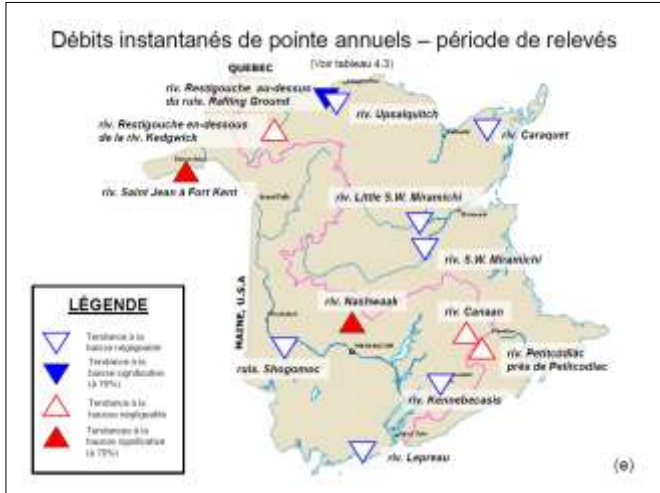 Débits instantanés de pointe annuels – période de relevés
(Voir tableau 4.3)
QUEBEC
riv. Restigouche au-dessus
du ruis. Rafting Ground
riv. Upsalquitch
riv. Restigouche en-dessous
de la riv. Kedgwick
riv. Caraquet
riv. Saint Jean à Fort Kent
riv. Little S.W. Miramichi
riv. S.W. Miramichi
MAINE, U.S.A
riv. Nashwaak
riv. Canaan
riv. Petitcodiac
près de Petitcodiac
ruis. Shogomoc
riv. Kennebecasis
riv. Lepreau
LÉGENDE
Tendance à la
baisse négligeable
Tendance à la
baisse significative
(à 75%)
Tendance à la
hausse négligeable
Tendances à la
hausse significative
(à 75%)
(e)